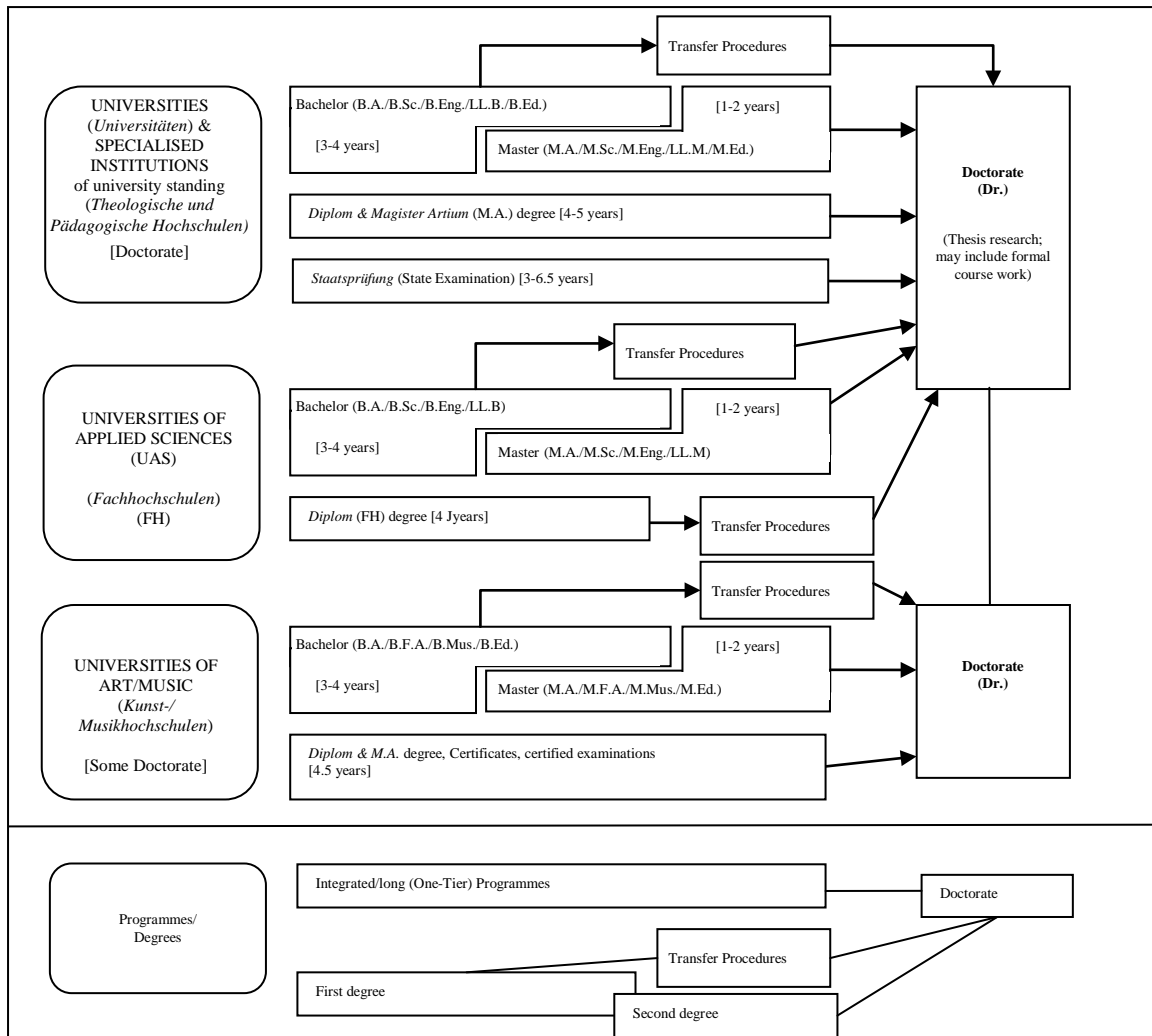 Transfer Procedures
UNIVERSITIES
(Universitäten) &
SPECIALISED
INSTITUTIONS
of university standing
(Theologische und
Pädagogische Hochschulen)
[Doctorate]
Bachelor (B.A./B.Sc./B.Eng./LL.B./B.Ed.)
[3-4 years]
[1-2 years]
Master (M.A./M.Sc./M.Eng./LL.M./M.Ed.)
Diplom & Magister Artium (M.A.) degree [4-5 years]
Staatsprüfung (State Examination) [3-6.5 years]
Doctorate
(Dr.)
(Thesis research;
may include formal
course work)
Transfer Procedures
UNIVERSITIES OF
APPLIED SCIENCES
(UAS)
(Fachhochschulen)
(FH)
Bachelor (B.A./B.Sc./B.Eng./LL.B)
[3-4 years]
[1-2 years]
Master (M.A./M.Sc./M.Eng./LL.M)
Diplom (FH) degree [4 Jyears]
Transfer Procedures
Transfer Procedures
UNIVERSITIES OF
ART/MUSIC
(Kunst-/
Musikhochschulen)
[Some Doctorate]
Bachelor (B.A./B.F.A./B.Mus./B.Ed.)
[3-4 years]
[1-2 years]
Master (M.A./M.F.A./M.Mus./M.Ed.)
Diplom & M.A. degree, Certificates, certified examinations
[4.5 years]
Doctorate
(Dr.)
Programmes/
Degrees
Integrated/long (One-Tier) Programmes
Doctorate
Transfer Procedures
First degree
Second degree